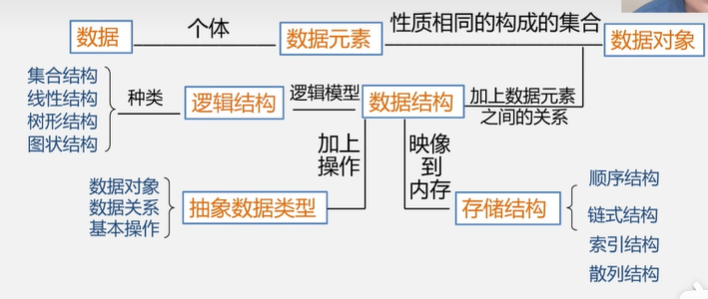 数据
个体
数据元素
性质相同的构成的集合
数据对象
集合结构
线性结构
树形结构
图状结构
种类
逻辑结构
逻辑模型
数据结构
加上数据元素
之间的关系
加上
操作
映像
到
内存
数据对象
数据关系
基本操作
抽象数据类型
存储结构
顺序结构
链式结构
索引结构
散列结构